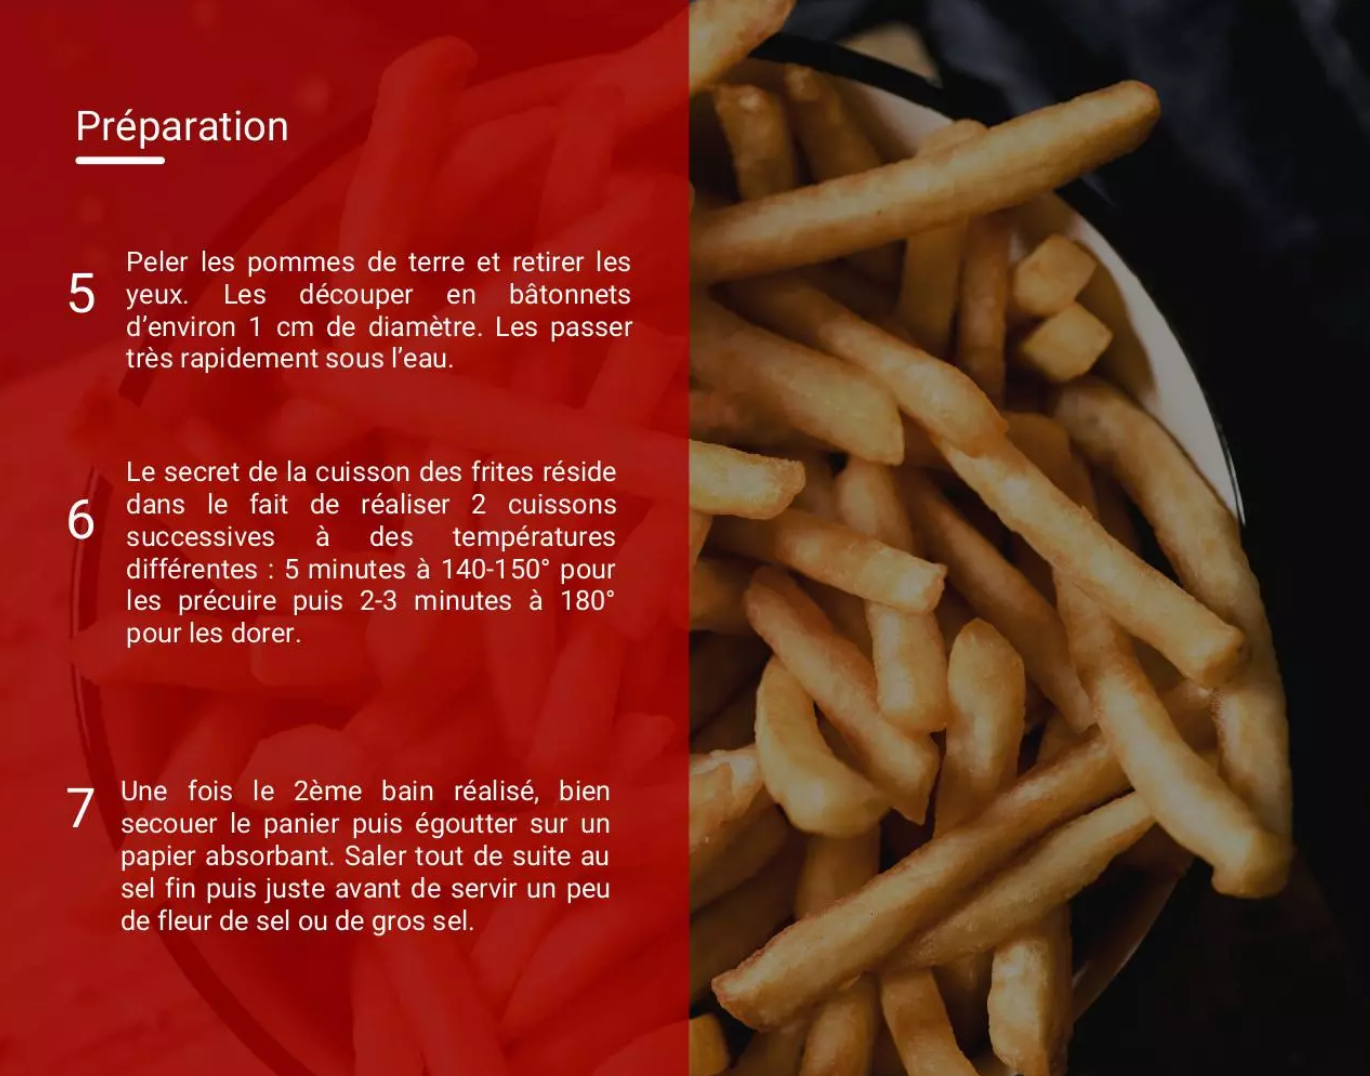 Préparation
5
Peler les pommes de terre et retirer les
yeux. Les découper en bâtonnets
d’environ 1 cm de diamètre. Les passer
très rapidement sous l’eau.
6
Le secret de la cuisson des frites réside
dans le fait de réaliser 2 cuissons
successives à des températures
différentes : 5 minutes à 140-150° pour
les précuire puis 2-3 minutes à 180°
pour les dorer.
7
Une fois le 2ème bain réalisé, bien
secouer le panier puis égoutter sur un
papier absorbant. Saler tout de suite au
sel fin puis juste avant de servir un peu
de fleur de sel ou de gros sel.